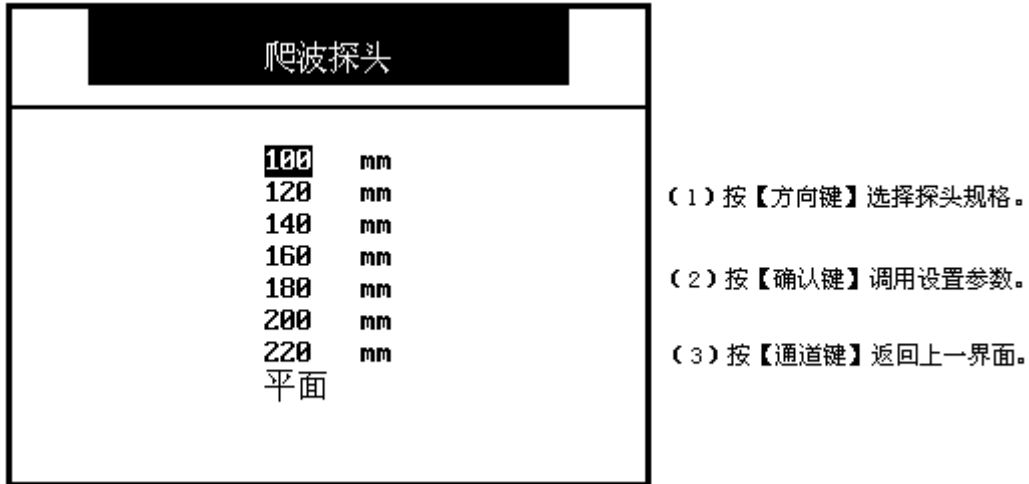 爬波探头
100 mm
120 mm
140 mm
160 mm
180 mm
200 mm
220 mm
平面
(1)按【方向键】选择探头规格。
(2)按【确认键】调用设置参数。
(3)按【通道键】返回上一界面。